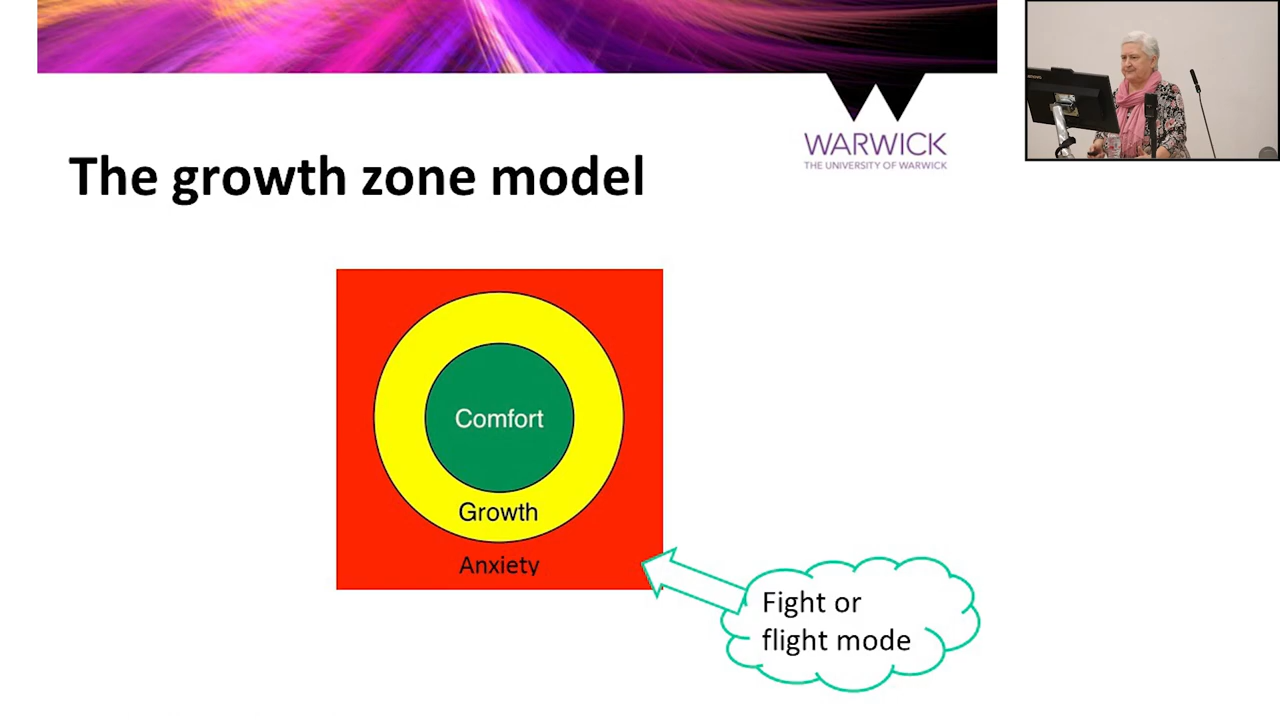 WARWICK
THE UNIVERSITY OF WARWICK
The growth zone model
Comfort
Growth
Anxiety
Fight or
flight mode